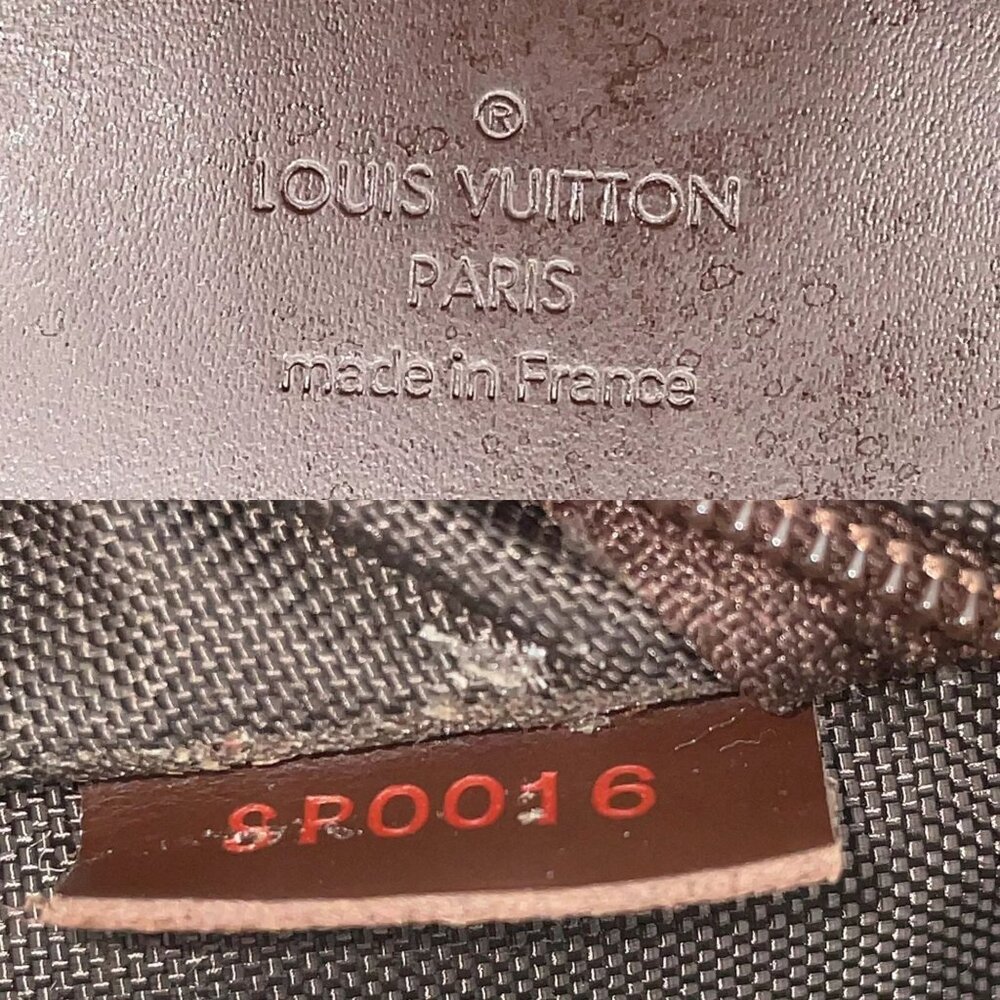 ®
LOUIS VUITTON
PARIS
made in France
SP0016